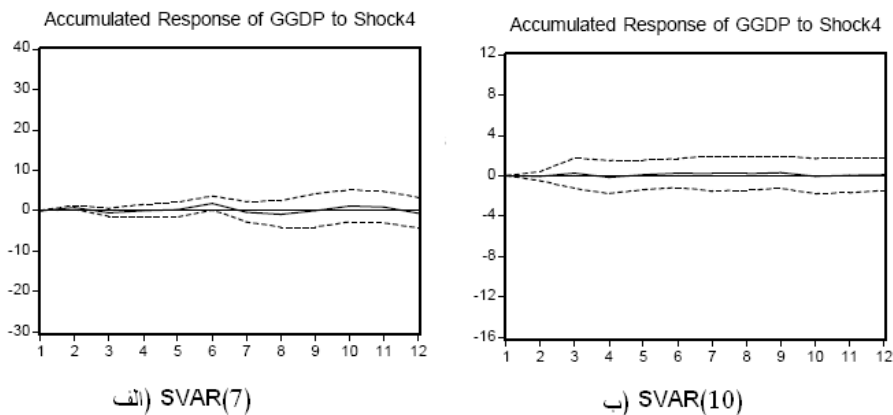 Accumulated Response of GGDP to Shock4
40
30
20
10
0
-10
-20
-30
1 2 3 4 5 6 7 8 9 10 11 12
الف) SVAR(7)
Accumulated Response of GGDP to Shock4
12
8
4
0
-4
-8
-12
-16
1 2 3 4 5 6 7 8 9 10 11 12
ب) SVAR(10)